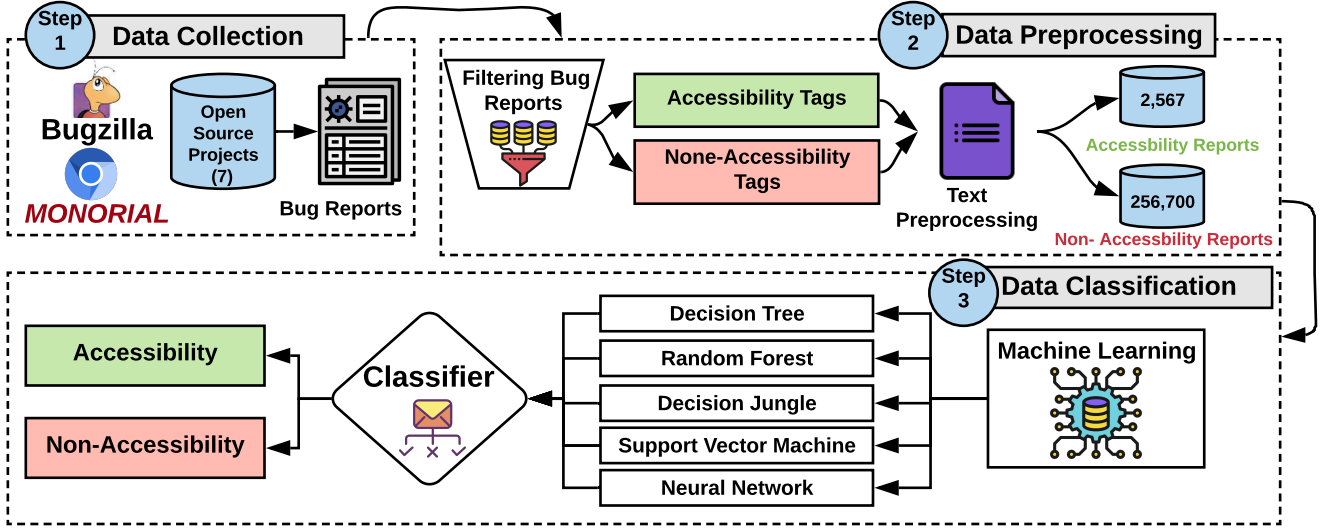 Step
1
Data Collection
Bugzilla
MONORIAL
Open
Source
Projects
(7)
Bug Reports
Step
2
Data Preprocessing
Filtering Bug
Reports
Accessibility Tags
None-Accessibility
Tags
Text
Preprocessing
2,567
Accessbility Reports
256,700
Non- Accessbility Reports
Step
3
Data Classification
Machine Learning
Decision Tree
Random Forest
Decision Jungle
Support Vector Machine
Neural Network
Classifier
Accessibility
Non-Accessibility